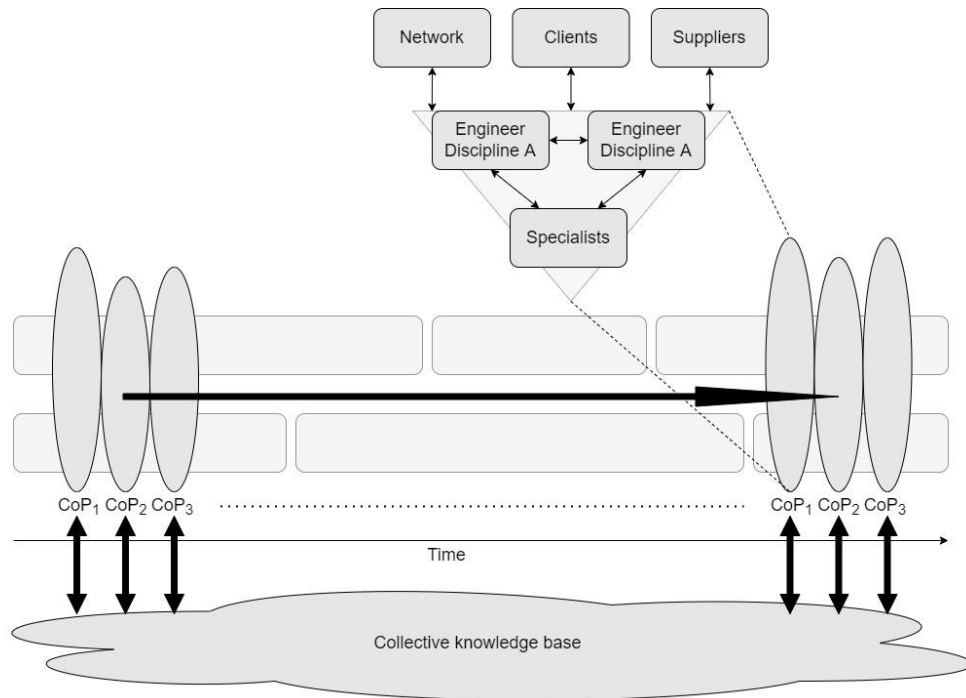 Network
Clients
Suppliers
Engineer
Discipline A
Engineer
Discipline A
Specialists
CoP₁ CoP₂ CoP₃
CoP₁ CoP₂ CoP₃
Time
Collective knowledge base